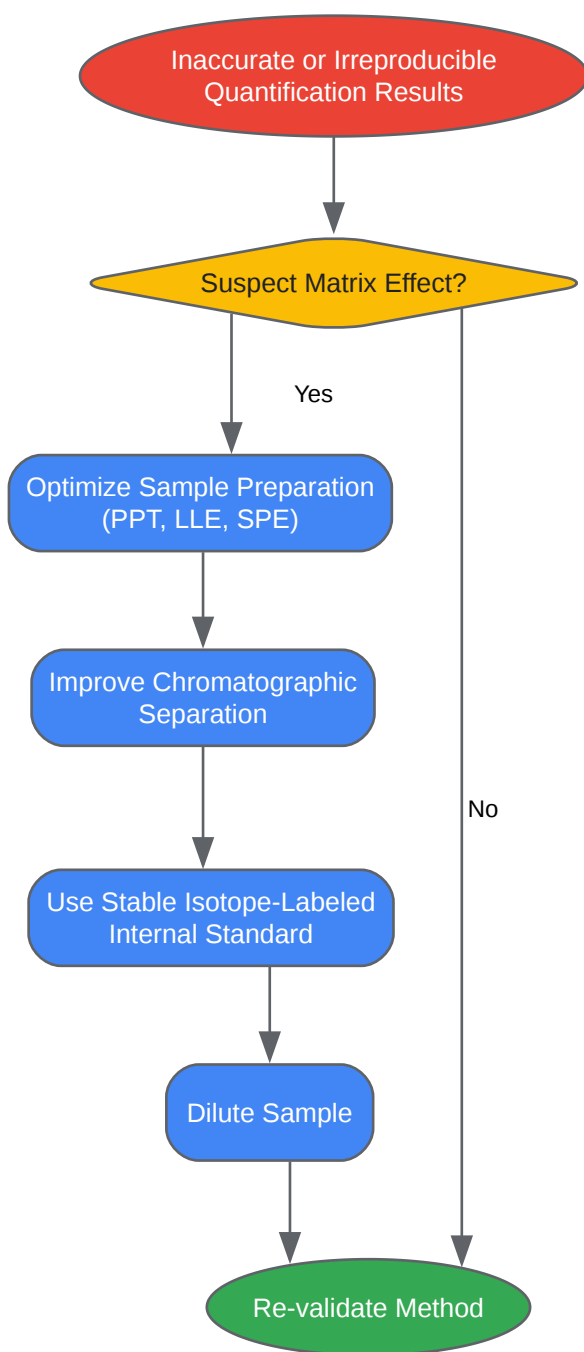 Inaccurate or Irreproducible
Quantification Results
Suspect Matrix Effect?
Yes
Optimize Sample Preparation
(PPT, LLE, SPE)
Improve Chromatographic
Separation
No
Use Stable Isotope-Labeled
Internal Standard
Dilute Sample
Re-validate Method